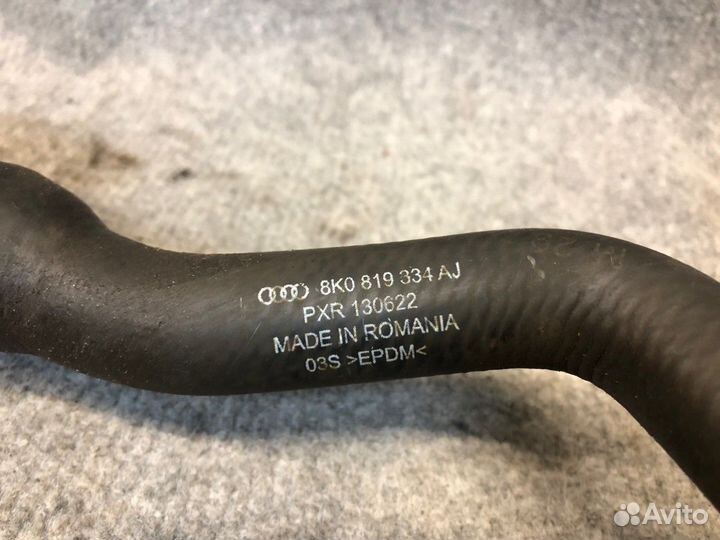 8K0 819 334 AJ
PXR 130622
MADE IN ROMANIA
03S >EPDM<
Avito